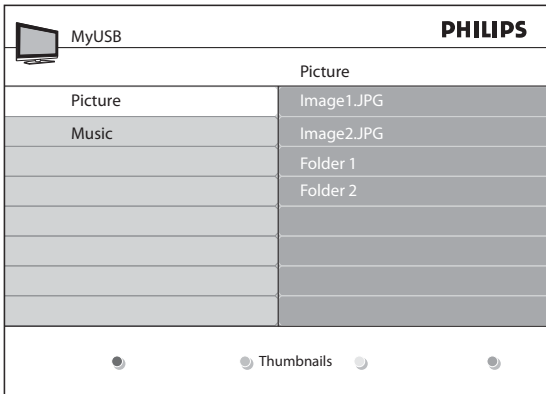 MyUSB
PHILIPS
Picture
Picture
Image1.JPG
Music
Image2.JPG
Folder 1
Folder 2
Thumbnails